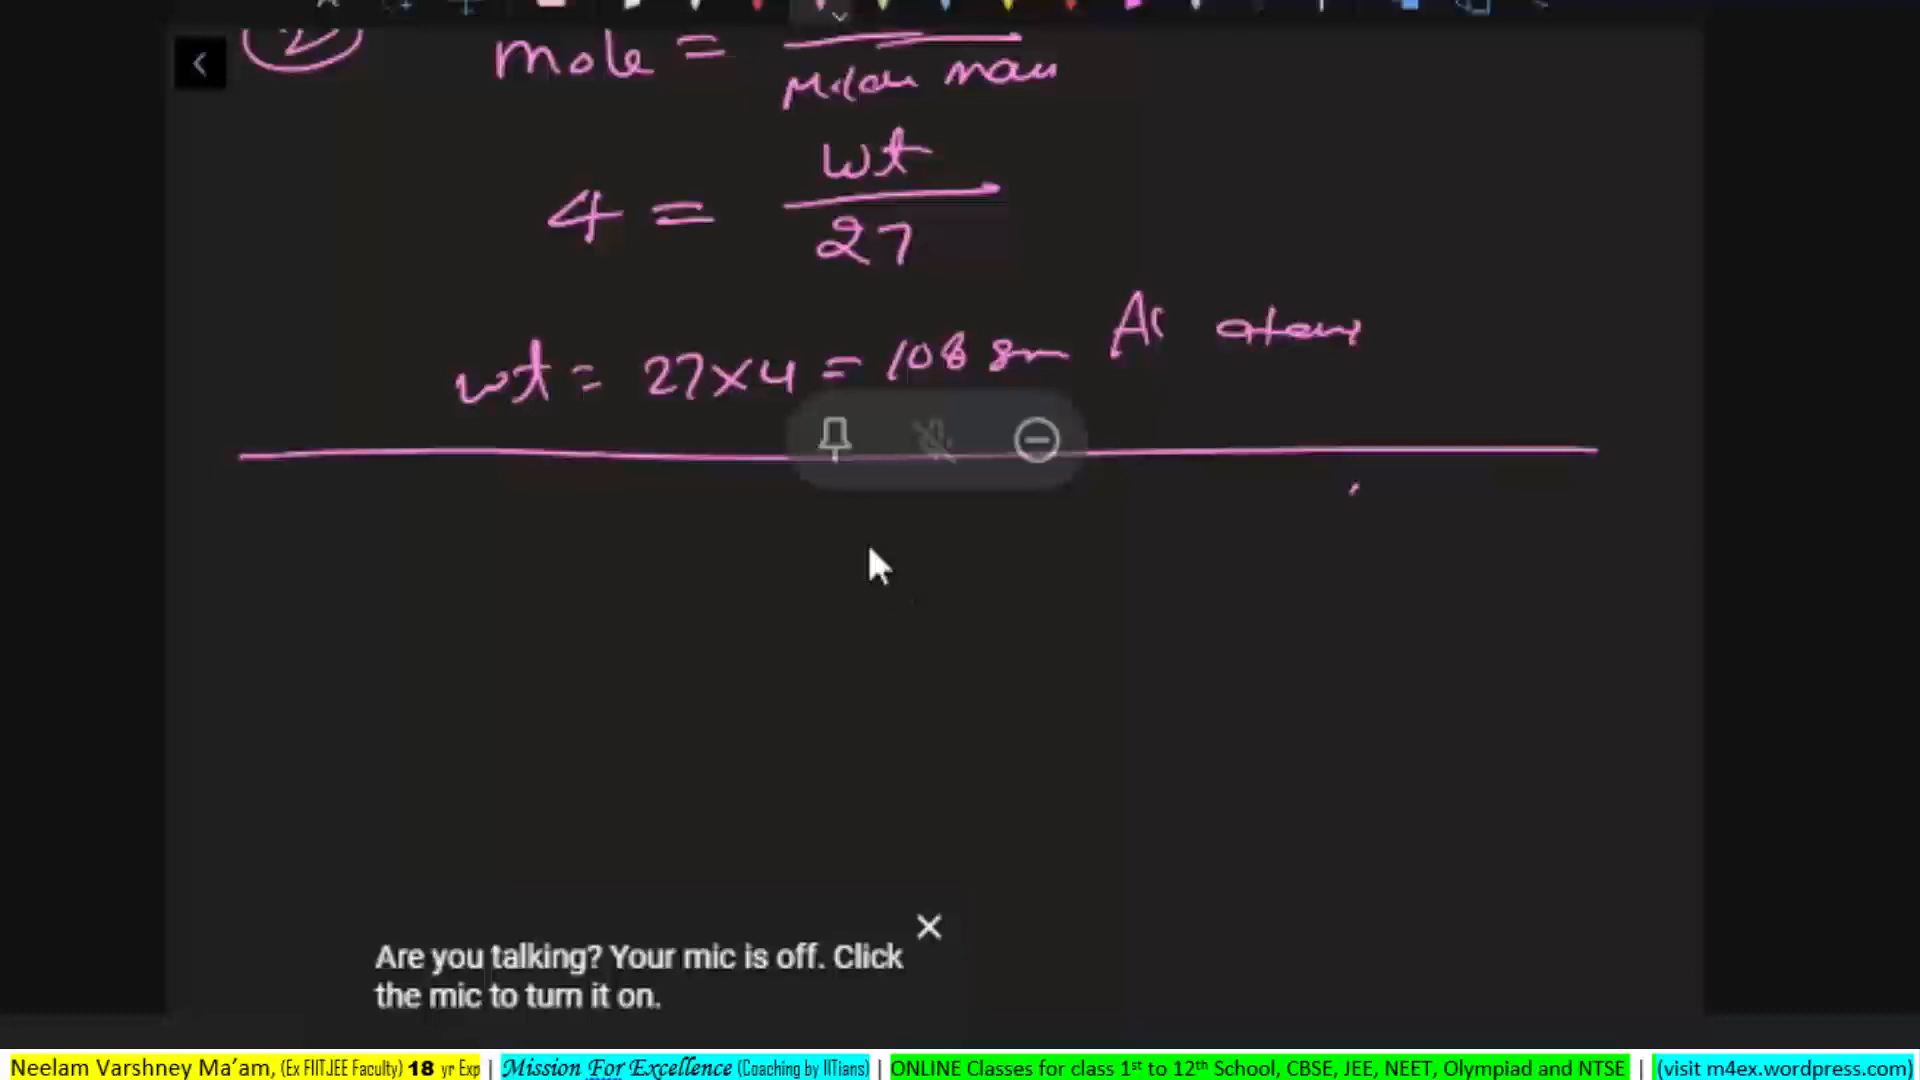 2
mole =
Molar mass
wt
4 =
27
wt = 27×4 = 108 gm Al atoms
Are you talking? Your mic is off. Click
the mic to turn it on.
Neelam Varshney Ma’am, (Ex FIITJEE Faculty) 18 yr Exp | Mission For Excellence (Coaching by IITians) | ONLINE Classes for class 1st to 12th School, CBSE, JEE, NEET, Olympiad and NTSE | (visit m4ex.wordpress.com)